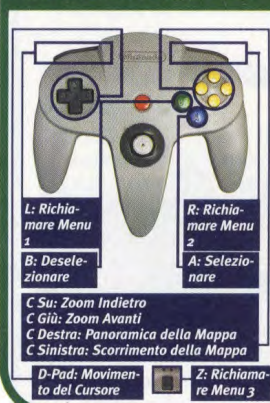 Nintendo
L: Richia-
mare Menu
1
R: Richia-
mare Menu
2
B: Desele-
zionare
A: Selezio-
nare
C Su: Zoom Indietro
C Giù: Zoom Avanti
C Destra: Panoramica della Mappa
C Sinistra: Scorrimento della Mappa
D-Pad: Movimen-
to del Cursore
Z: Richiama-
re Menu 3